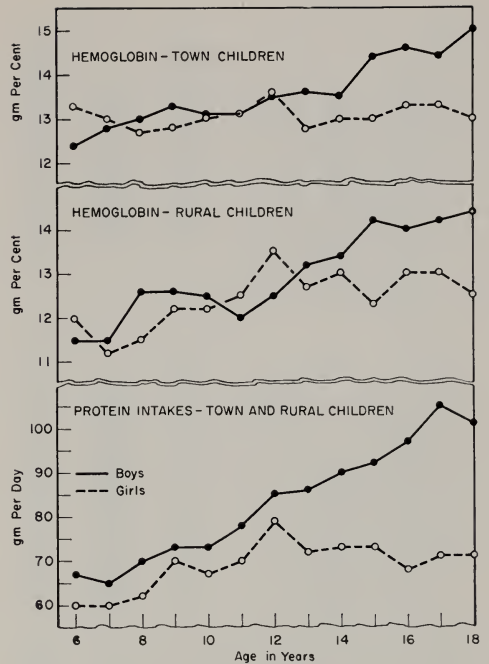 HEMOGLOBIN - TOWN CHILDREN
gm Per Cent
15
14
13
12
HEMOGLOBIN - RURAL CHILDREN
gm Per Cent
14
13
12
11
PROTEIN INTAKES - TOWN AND RURAL CHILDREN
gm Per Day
100
90
80
70
60
Boys
Girls
6 8 10 12 14 16 18
Age in Years